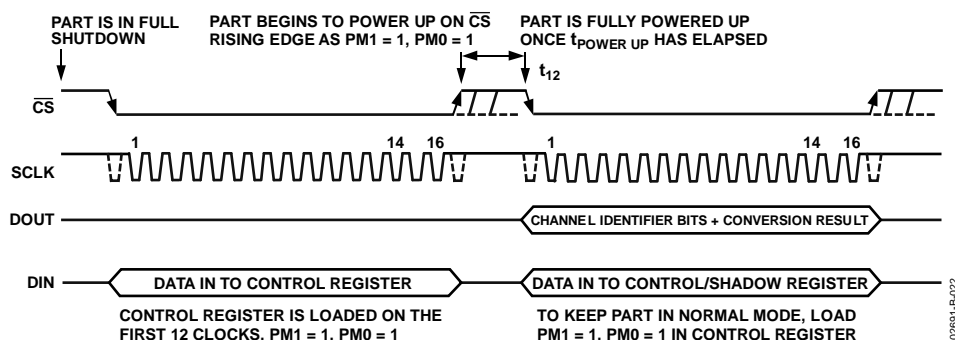 PART IS IN FULL
SHUTDOWN
PART BEGINS TO POWER UP ON CS
RISING EDGE AS PM1 = 1, PM0 = 1
PART IS FULLY POWERED UP
ONCE tPOWER UP HAS ELAPSED
t12
CS
1 14 16 1 14 16
SCLK
DOUT
CHANNEL IDENTIFIER BITS + CONVERSION RESULT
DIN
DATA IN TO CONTROL REGISTER
DATA IN TO CONTROL/SHADOW REGISTER
CONTROL REGISTER IS LOADED ON THE
FIRST 12 CLOCKS. PM1 = 1, PM0 = 1
TO KEEP PART IN NORMAL MODE, LOAD
PM1 = 1, PM0 = 1 IN CONTROL REGISTER
02691-B-022